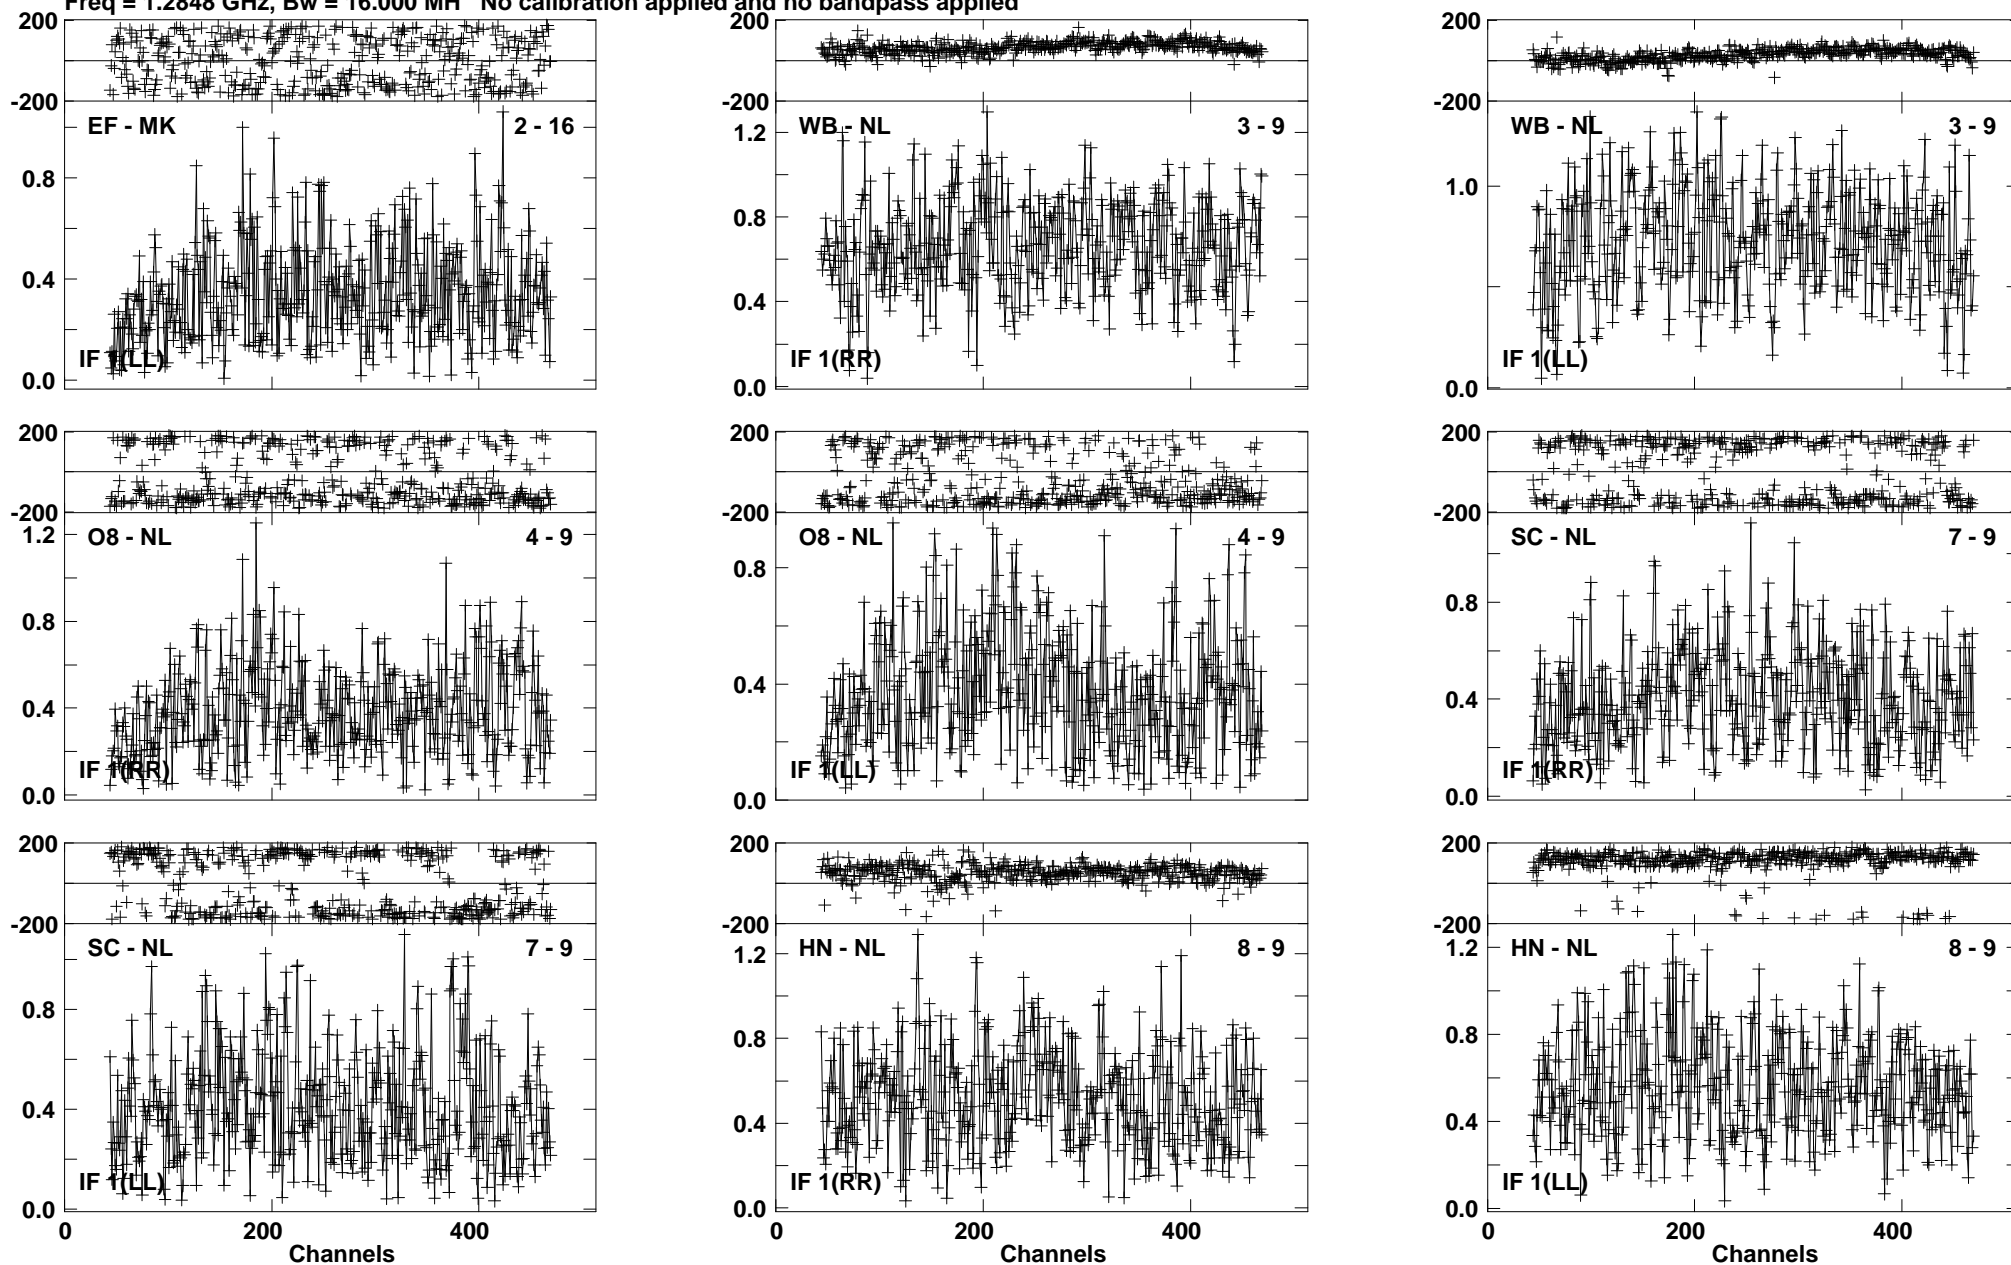 Freq = 1.2848 GHz, Bw = 16.000 MH   No calibration applied and no bandpass applied
200 200 200
-200 -200 -200
EF - MK 2 - 16 WB - NL 3 - 9 WB - NL 3 - 9
1.2
1.0
0.8 0.8
0.4 0.4
IF 1(LL) IF 1(RR) IF 1(LL)
0.0 0.0 0.0
200 200 200
-200 -200 -200
O8 - NL 4 - 9 O8 - NL 4 - 9 SC - NL 7 - 9
1.2
0.8 0.8 0.8
0.4 0.4 0.4
IF 1(RR) IF 1(LL) IF 1(RR)
0.0 0.0 0.0
200 200 200
-200 -200 -200
SC - NL 7 - 9 HN - NL 8 - 9 HN - NL 8 - 9
1.2 1.2
0.8 0.8 0.8
0.4 0.4 0.4
IF 1(LL) IF 1(RR) IF 1(LL)
0.0 0.0 0.0
0 200 400 0 200 400 0 200 400
Channels Channels Channels